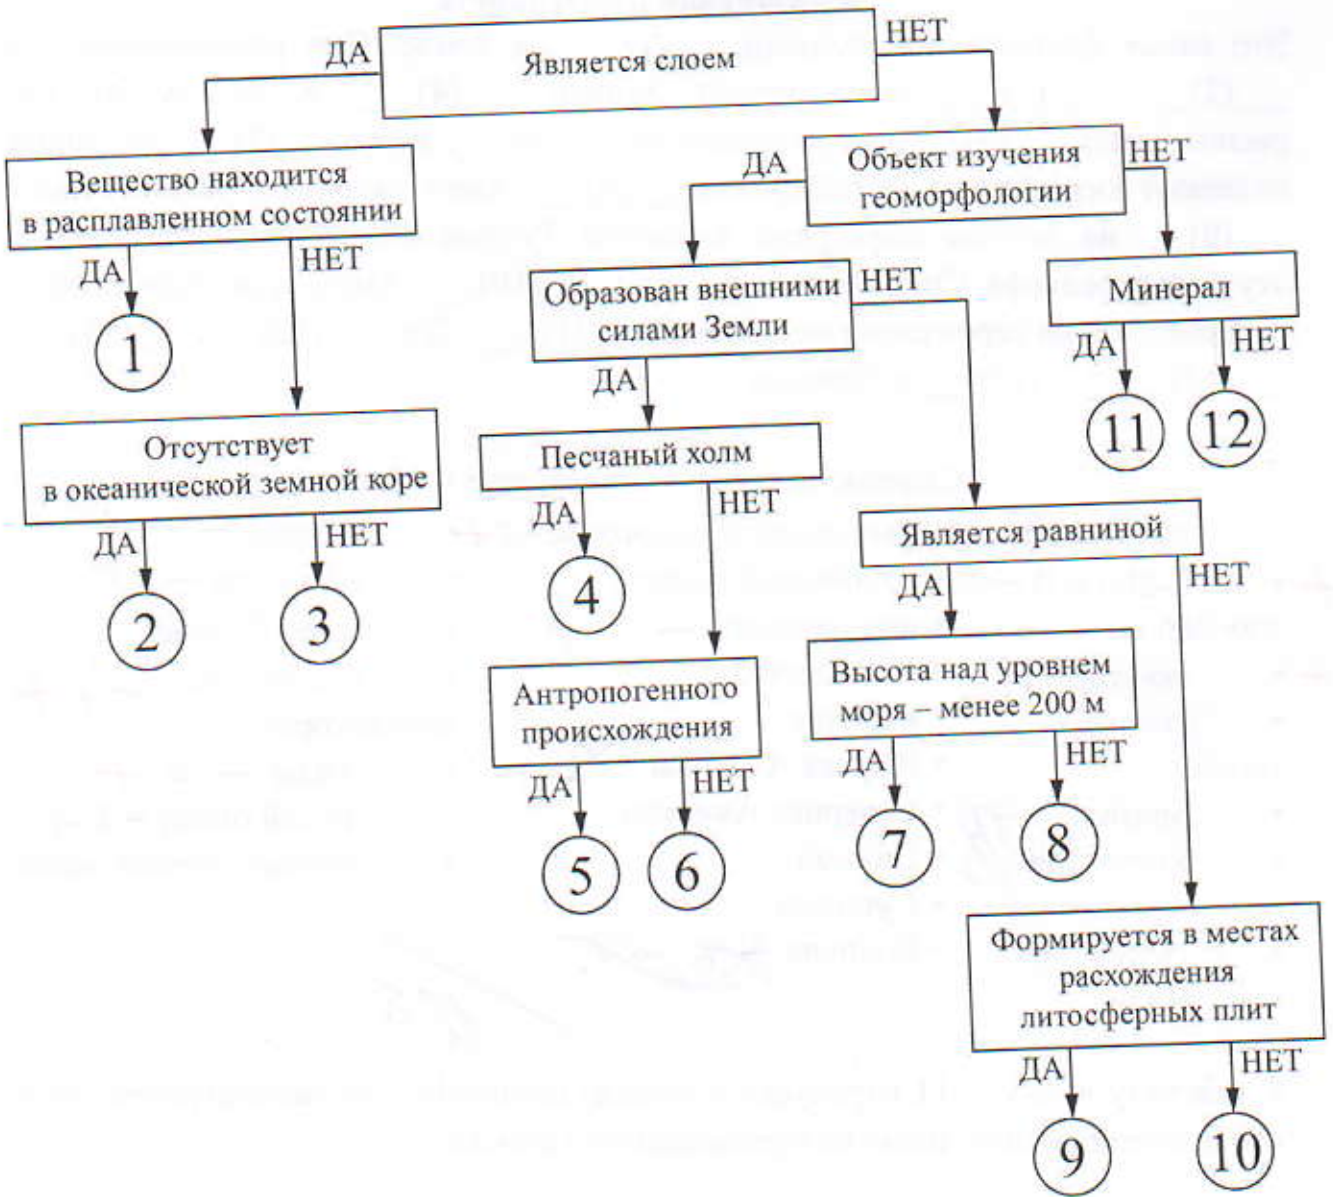 Является слоем
ДА
НЕТ
Вещество находится
в расплавленном состоянии
ДА
НЕТ
1
Отсутствует
в океанической земной коре
ДА
НЕТ
2
3
Объект изучения
геоморфологии
ДА
НЕТ
Образован внешними
силами Земли
ДА
НЕТ
Песчаный холм
ДА
НЕТ
4
Антропогенного
происхождения
ДА
НЕТ
5
6
Является равниной
ДА
НЕТ
Высота над уровнем
моря – менее 200 м
ДА
НЕТ
7
8
Формируется в местах
расхождения
литосферных плит
ДА
НЕТ
9
10
Минерал
ДА
НЕТ
11
12